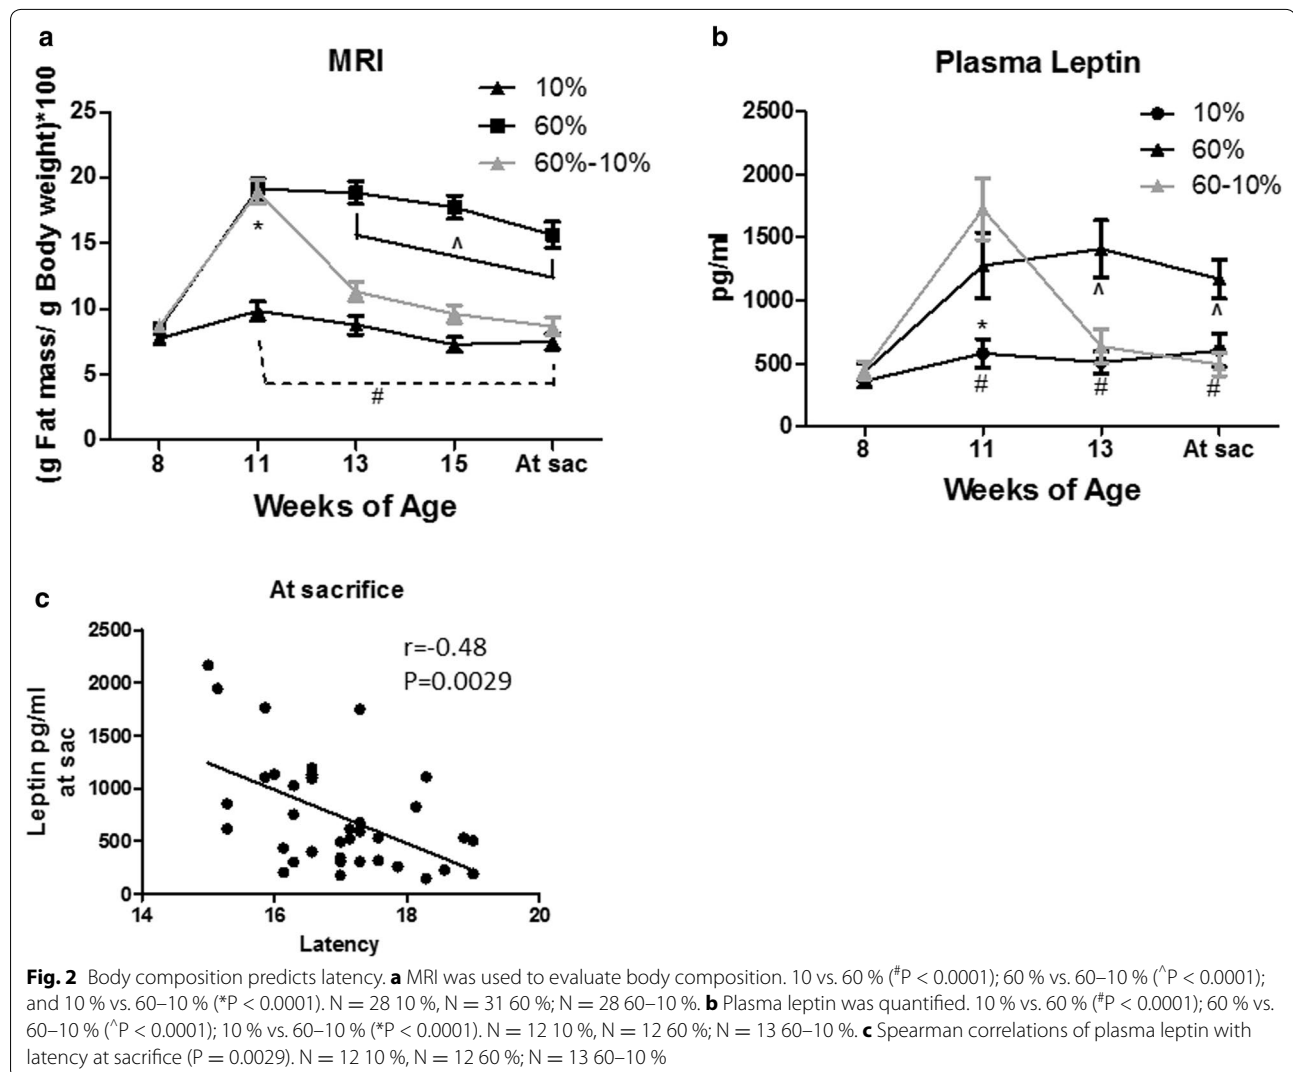 a
MRI
(g Fat mass/ g Body weight)*100
10%
60%
60%-10%
25
20
15
10
5
0
*
^
#
8 11 13 15 At sac
Weeks of Age
b
Plasma Leptin
pg/ml
10%
60%
60-10%
2500
2000
1500
1000
500
0
*
^
^
# # #
8 11 13 At sac
Weeks of Age
c
At sacrifice
Leptin pg/ml
at sac
r=-0.48
P=0.0029
2500
2000
1500
1000
500
0
14 16 18 20
Latency
Fig. 2 Body composition predicts latency. a MRI was used to evaluate body composition. 10 vs. 60 % (#P < 0.0001); 60 % vs. 60–10 % (^P < 0.0001);
and 10 % vs. 60–10 % (*P < 0.0001). N = 28 10 %, N = 31 60 %; N = 28 60–10 %. b Plasma leptin was quantified. 10 % vs. 60 % (#P < 0.0001); 60 % vs.
60–10 % (^P < 0.0001); 10 % vs. 60–10 % (*P < 0.0001). N = 12 10 %, N = 12 60 %; N = 13 60–10 %. c Spearman correlations of plasma leptin with
latency at sacrifice (P = 0.0029). N = 12 10 %, N = 12 60 %; N = 13 60–10 %